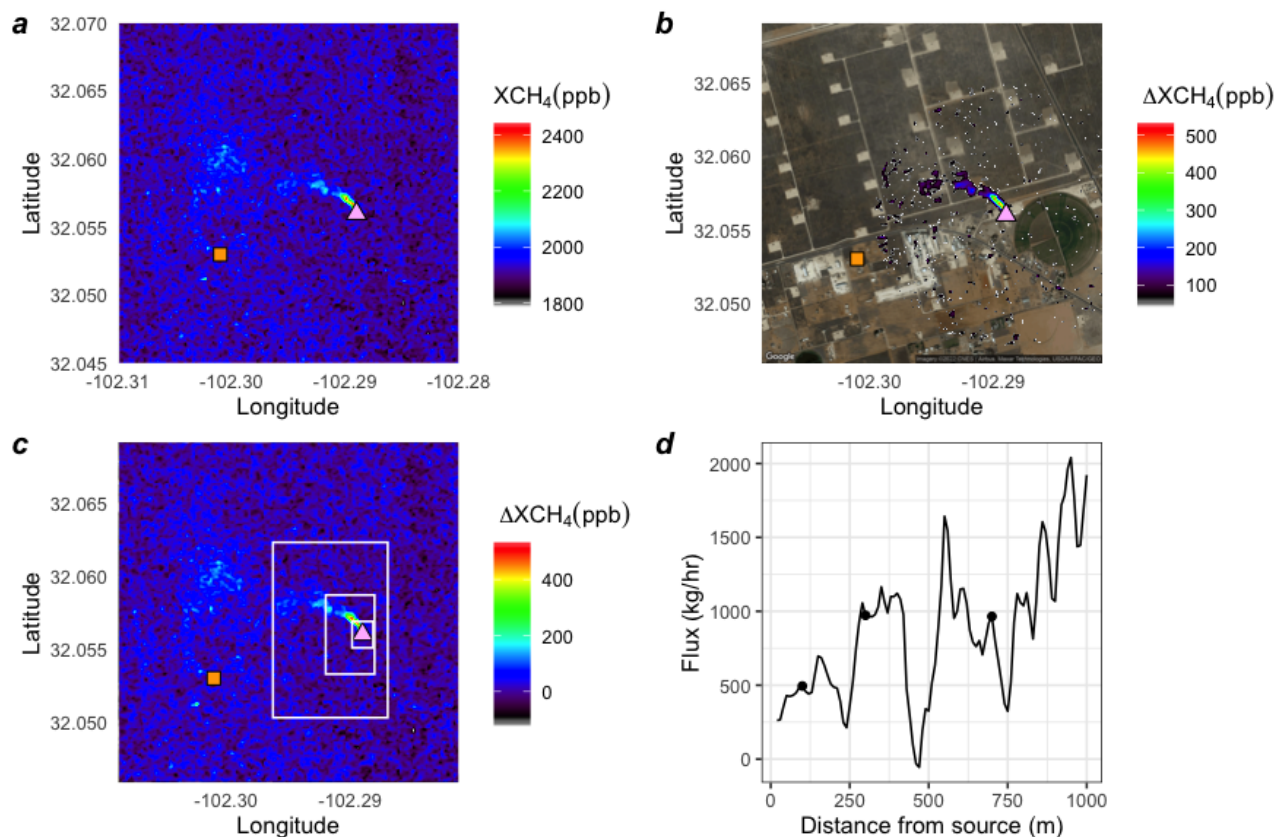 a
32.070
32.065
32.060
32.055
32.050
32.045
-102.31 -102.30 -102.29 -102.28
Latitude
Longitude
XCH₄(ppb)
2400
2200
2000
1800
b
32.065
32.060
32.055
32.050
-102.30 -102.29
Latitude
Longitude
Google
ΔXCH₄(ppb)
500
400
300
200
100
c
32.065
32.060
32.055
32.050
-102.30 -102.29
Latitude
Longitude
ΔXCH₄(ppb)
400
200
0
d
2000
1500
1000
500
0
0 250 500 750 1000
Flux (kg/hr)
Distance from source (m)